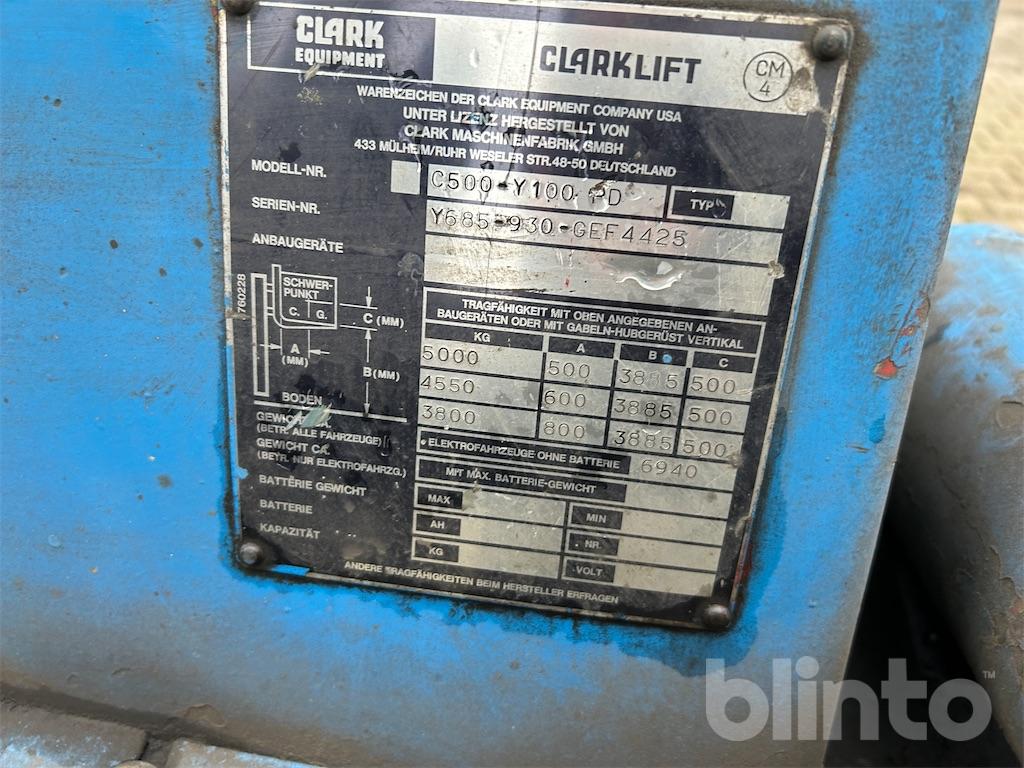 CLARK
EQUIPMENT
CLARKLIFT
CM
4
WARENZEICHEN DER CLARK EQUIPMENT COMPANY USA
UNTER LIZENZ HERGESTELLT VON
CLARK MASCHINENFABRIK GMBH
433 MÜLHEIM/RUHR WESELER STR. 48-50 DEUTSCHLAND
MODELL-NR. C500-Y100 PD TYP
SERIEN-NR. Y685-930-GEF4425
ANBAUGERÄTE
760228
SCHWER-
PUNKT
C. G.
C (MM)
A
(MM)
B (MM)
BODEN
TRAGFÄHIGKEIT MIT OBEN ANGEGEBENEN AN-
BAUGERÄTEN ODER MIT GABELN-HUBGERÜST VERTIKAL
KG A B C
5000 500 3885 500
4550 600 3885 500
3800 800 3885 500
GEWICHT CA.
(BETR. ALLE FAHRZEUGE)
ELEKTROFAHRZEUGE OHNE BATTERIE 6940
GEWICHT CA.
(BETR. NUR ELEKTROFAHRZG.)
MIT MAX. BATTERIE-GEWICHT
BATTERIE GEWICHT MAX MIN
BATTERIE AH NR.
KAPAZITÄT KG VOLT
ANDERE TRAGFÄHIGKEITEN BEIM HERSTELLER ERFRAGEN
blinto™